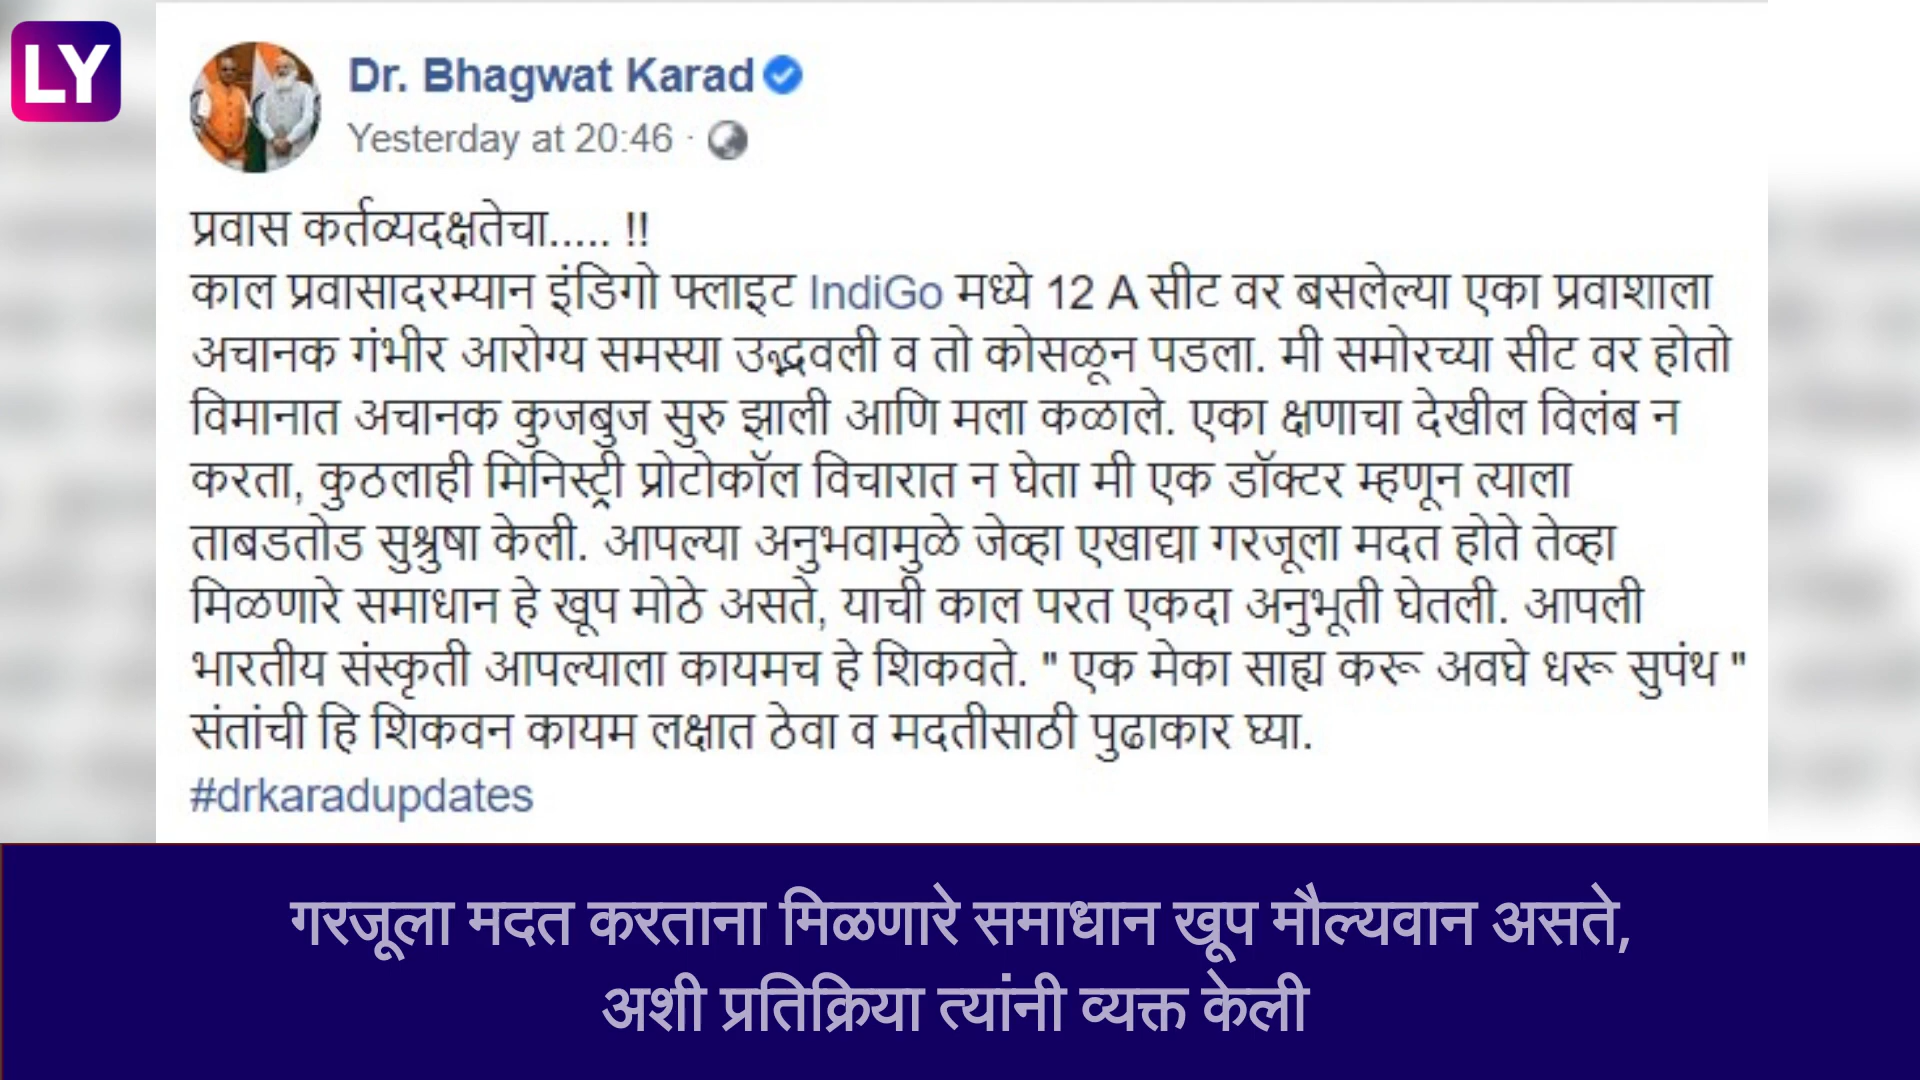 LY
Dr. Bhagwat Karad
Yesterday at 20:46 ·
प्रवास कर्तव्यदक्षतेचा..... !!
काल प्रवासादरम्यान इंडिगो फ्लाइट IndiGo मध्ये 12 A सीट वर बसलेल्या एका प्रवाशाला
अचानक गंभीर आरोग्य समस्या उद्भवली व तो कोसळून पडला. मी समोरच्या सीट वर होतो
विमानात अचानक कुजबुज सुरु झाली आणि मला कळाले. एका क्षणाचा देखील विलंब न
करता, कुठलाही मिनिस्ट्री प्रोटोकॉल विचारात न घेता मी एक डॉक्टर म्हणून त्याला
ताबडतोड सुश्रुषा केली. आपल्या अनुभवामुळे जेव्हा एखाद्या गरजूला मदत होते तेव्हा
मिळणारे समाधान हे खूप मोठे असते, याची काल परत एकदा अनुभूती घेतली. आपली
भारतीय संस्कृती आपल्याला कायमच हे शिकवते. " एक मेका साह्य करू अवघे धरू सुपंथ "
संतांची हि शिकवन कायम लक्षात ठेवा व मदतीसाठी पुढाकार घ्या.
#drkaradupdates
गरजूला मदत करताना मिळणारे समाधान खूप मौल्यवान असते,
अशी प्रतिक्रिया त्यांनी व्यक्त केली